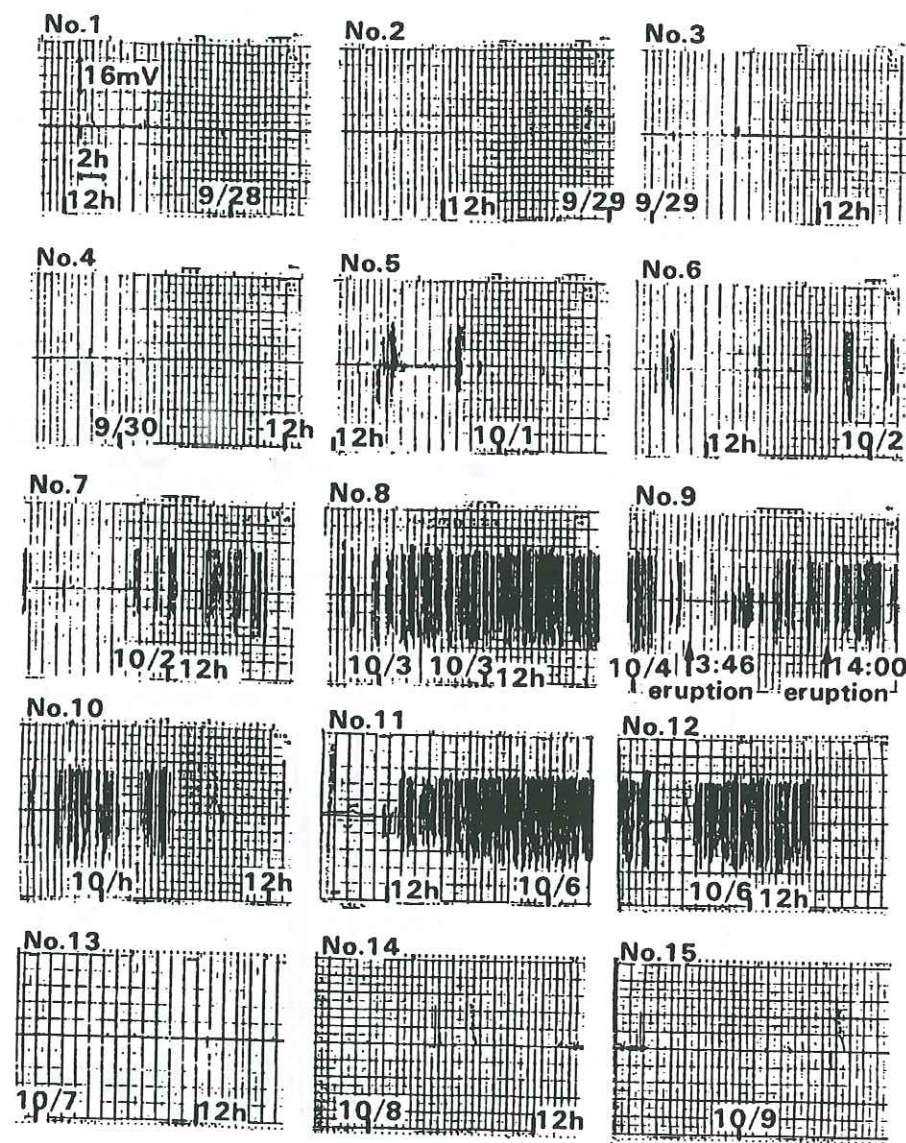 No.1
No.2
No.3
16mV
2h
12h
9/28
12h
9/29
9/29
12h
No.4
No.5
No.6
9/30
12h
12h
10/1
12h
10/2
No.7
No.8
No.9
10/2
12h
10/3
10/3
12h
10/4
3:46
eruption
14:00
eruption
No.10
No.11
No.12
10/h
12h
12h
10/6
10/6
12h
No.13
No.14
No.15
10/7
12h
10/8
12h
10/9